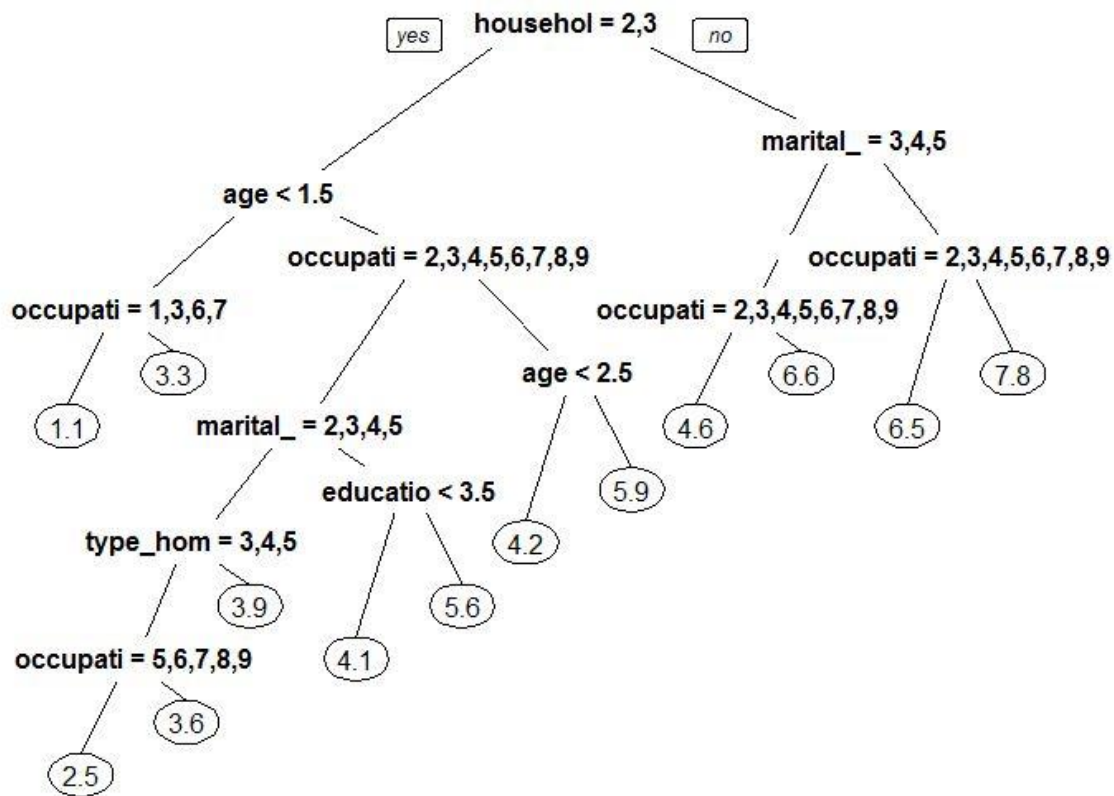 househol = 2,3
yes
no
marital_ = 3,4,5
age < 1.5
occupati = 2,3,4,5,6,7,8,9
occupati = 2,3,4,5,6,7,8,9
occupati = 1,3,6,7
occupati = 2,3,4,5,6,7,8,9
3.3
age < 2.5
6.6
7.8
1.1
marital_ = 2,3,4,5
4.6
6.5
educatio < 3.5
5.9
type_hom = 3,4,5
4.2
3.9
5.6
occupati = 5,6,7,8,9
4.1
3.6
2.5